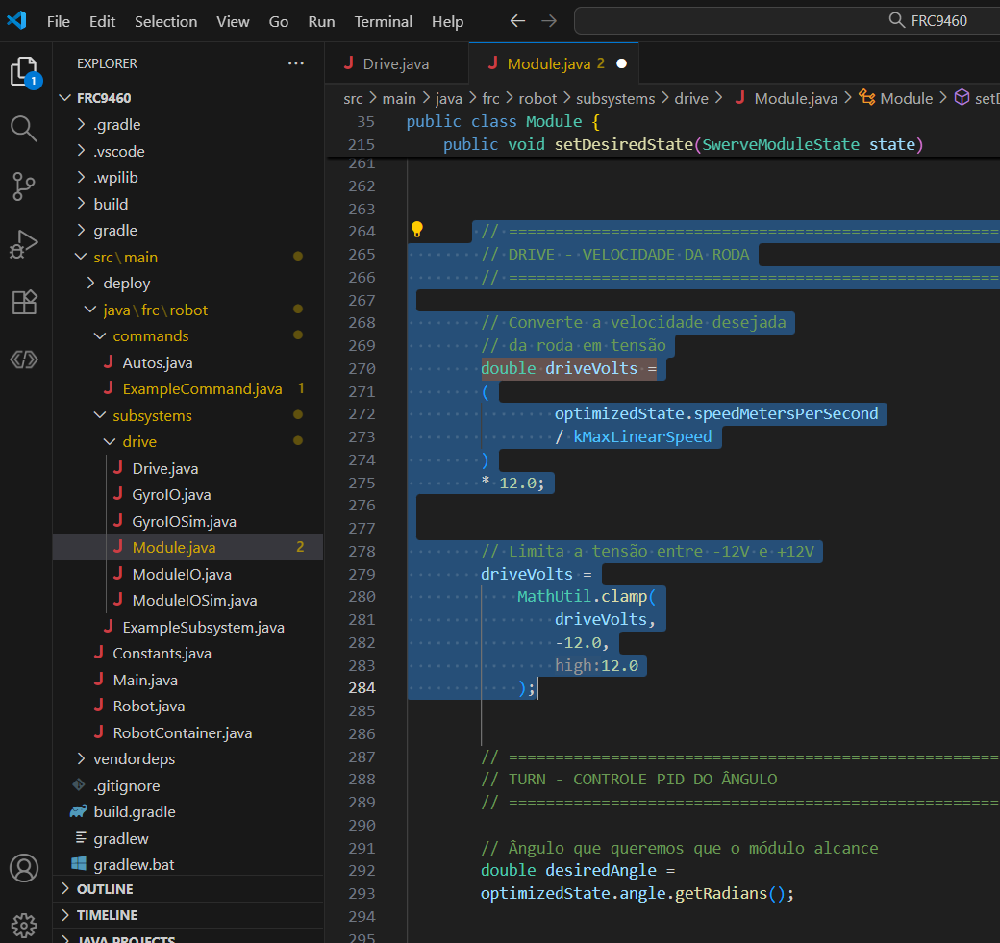 File Edit Selection View Go Run Terminal Help FRC9460
1
EXPLORER
FRC9460
.gradle
.vscode
.wpilib
build
gradle
src\main
deploy
java\frc\robot
commands
Autos.java
ExampleCommand.java 1
subsystems
drive
Drive.java
GyroIO.java
GyroIOSim.java
Module.java 2
ModuleIO.java
ModuleIOSim.java
ExampleSubsystem.java
Constants.java
Main.java
Robot.java
RobotContainer.java
vendordeps
.gitignore
build.gradle
gradlew
gradlew.bat
OUTLINE
TIMELINE
JAVA PROJECTS
Drive.java Module.java 2
src > main > java > frc > robot > subsystems > drive > Module.java > Module > setD
35 public class Module {
215 public void setDesiredState(SwerveModuleState state)
261
262
263
264 // =====================================================
265 // DRIVE - VELOCIDADE DA RODA
266 // =====================================================
267
268 // Converte a velocidade desejada
269 // da roda em tensão
270 double driveVolts =
271 (
272 optimizedState.speedMetersPerSecond
273 / kMaxLinearSpeed
274 )
275 * 12.0;
276
277
278 // Limita a tensão entre -12V e +12V
279 driveVolts =
280 MathUtil.clamp(
281 driveVolts,
282 -12.0,
283 high:12.0
284 );
285
286
287 // =====================================================
288 // TURN - CONTROLE PID DO ÂNGULO
289 // =====================================================
290
291 // Ângulo que queremos que o módulo alcance
292 double desiredAngle =
293 optimizedState.angle.getRadians();
294
295